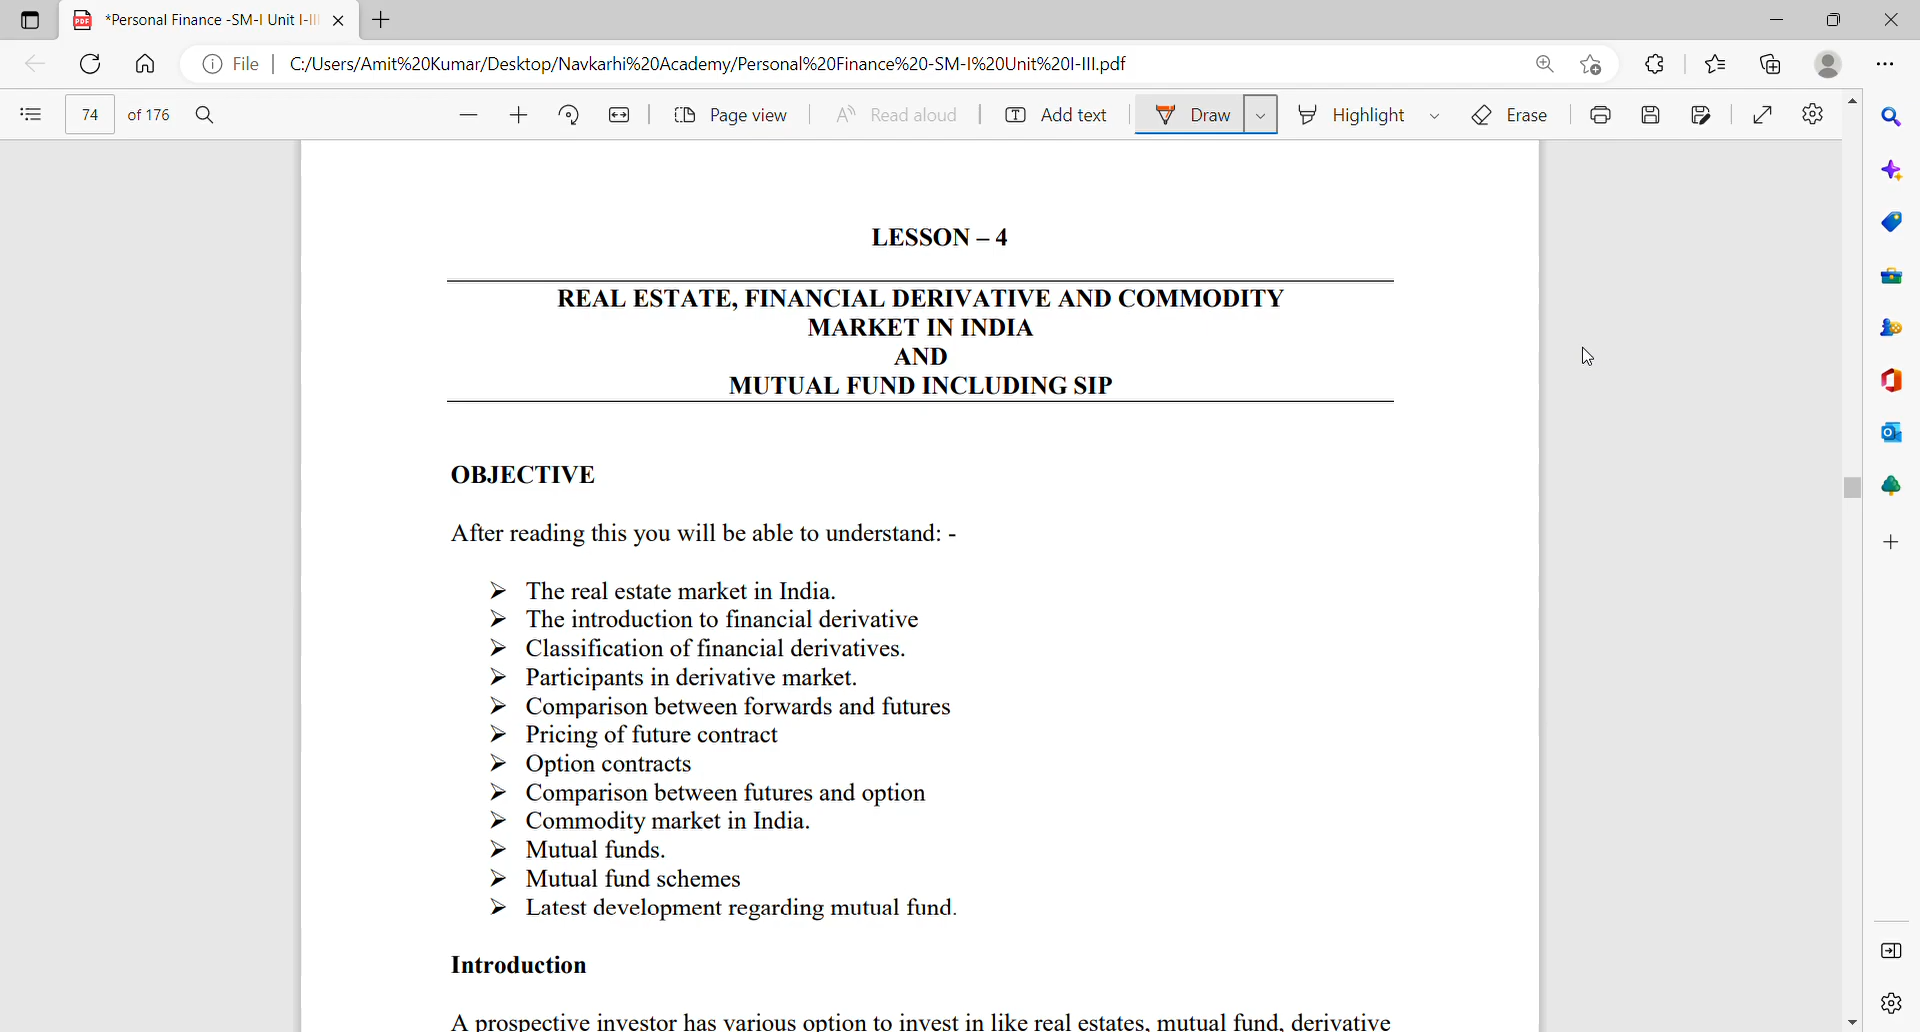 *Personal Finance -SM-I Unit I-III
File
C:/Users/Amit%20Kumar/Desktop/Navkarhi%20Academy/Personal%20Finance%20-SM-I%20Unit%20I-III.pdf
74 of 176
Page view
Read aloud
Add text
Draw
Highlight
Erase
LESSON – 4
REAL ESTATE, FINANCIAL DERIVATIVE AND COMMODITY
MARKET IN INDIA
AND
MUTUAL FUND INCLUDING SIP
OBJECTIVE
After reading this you will be able to understand: -
➢ The real estate market in India.
➢ The introduction to financial derivative
➢ Classification of financial derivatives.
➢ Participants in derivative market.
➢ Comparison between forwards and futures
➢ Pricing of future contract
➢ Option contracts
➢ Comparison between futures and option
➢ Commodity market in India.
➢ Mutual funds.
➢ Mutual fund schemes
➢ Latest development regarding mutual fund.
Introduction
A prospective investor has various option to invest in like real estates, mutual fund, derivative